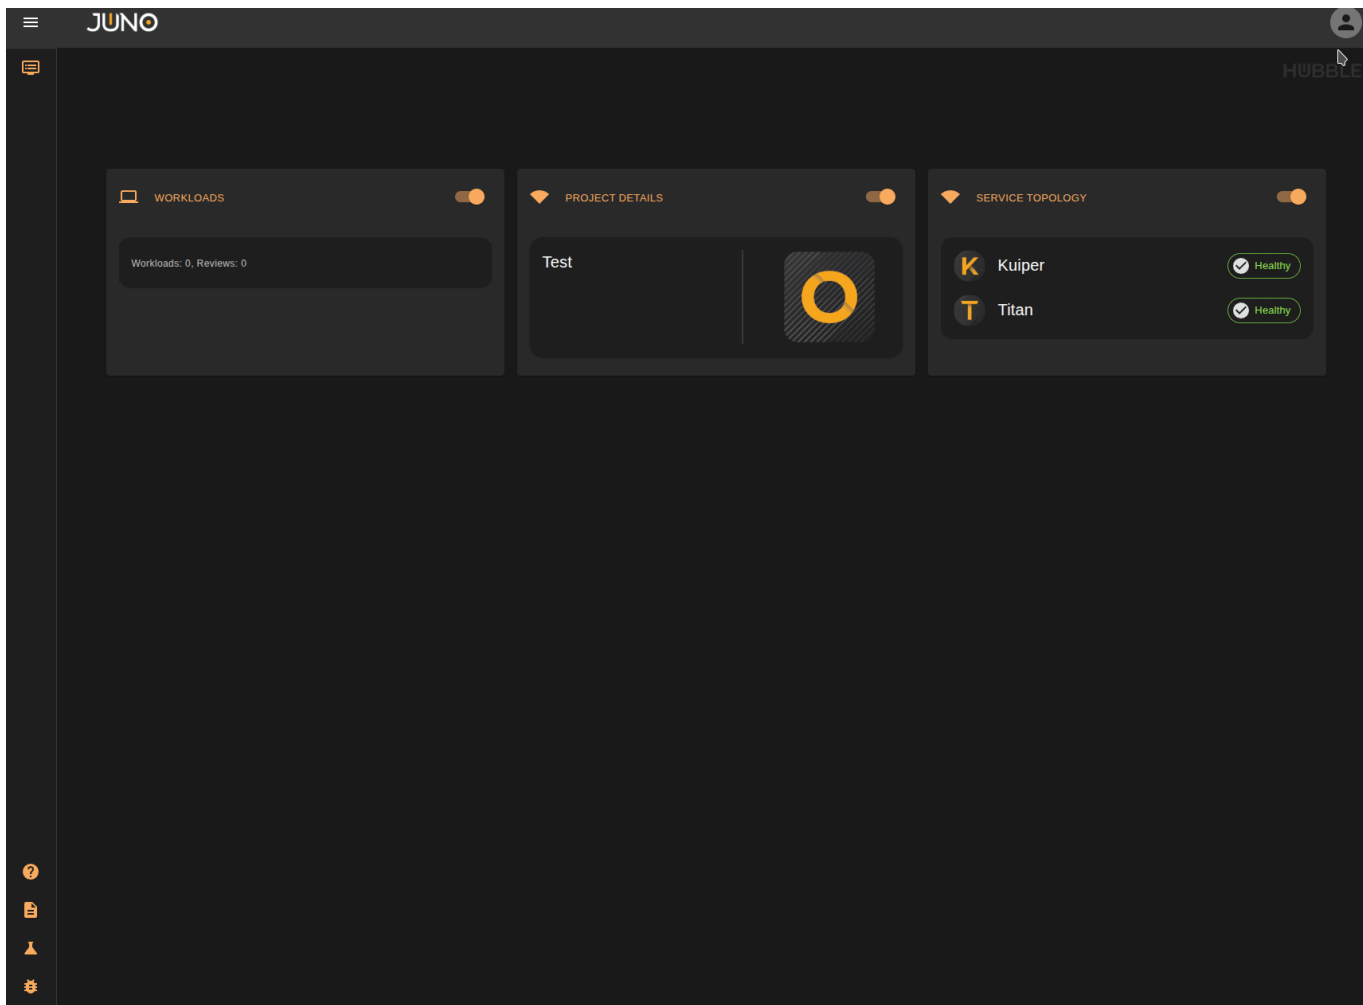 JUNO
HUBBLE
WORKLOADS
Workloads: 0, Reviews: 0
PROJECT DETAILS
Test
SERVICE TOPOLOGY
K Kuiper Healthy
T Titan Healthy